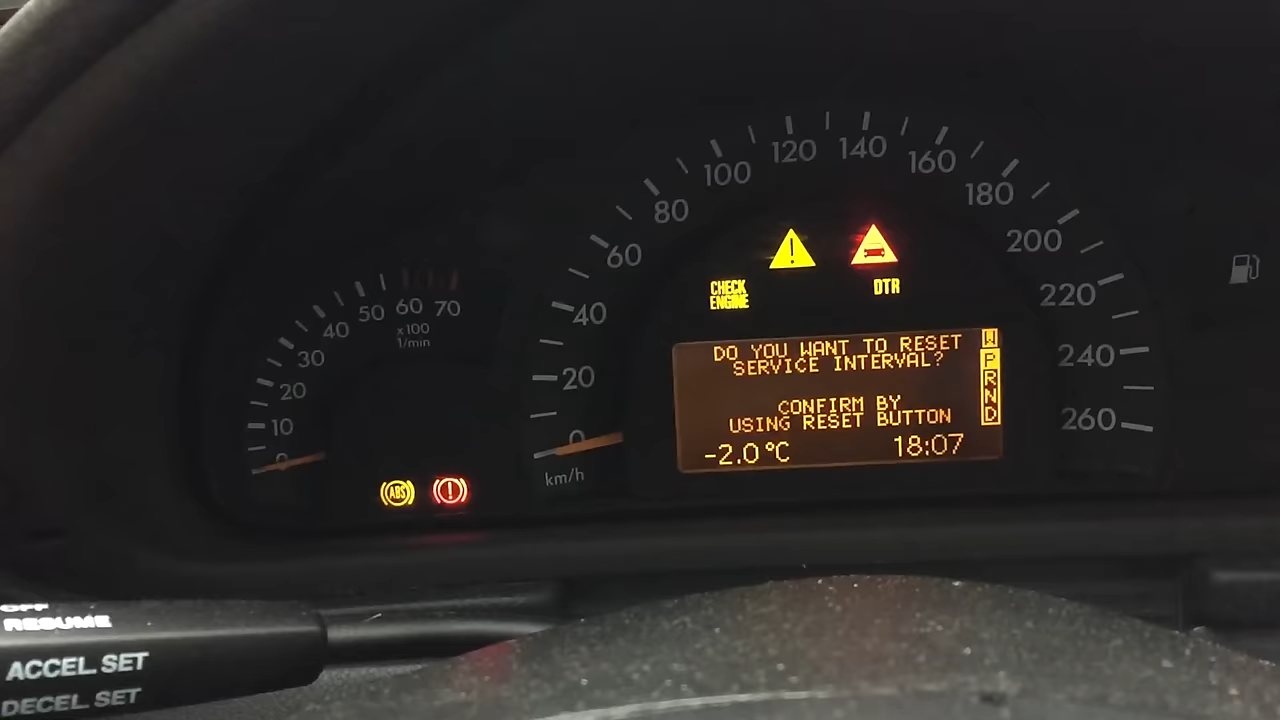 100
120
140
160
180
200
220
240
260
80
60
40
20
0
km/h
10
20
30
40
50
60
70
x100
1/min
0
CHECK
ENGINE
DTR
DO YOU WANT TO RESET
SERVICE INTERVAL?
CONFIRM BY
USING RESET BUTTON
-2.0°C
18:07
W
P
R
N
D
ABS
OFF
RESUME
ACCEL SET
DECEL SET